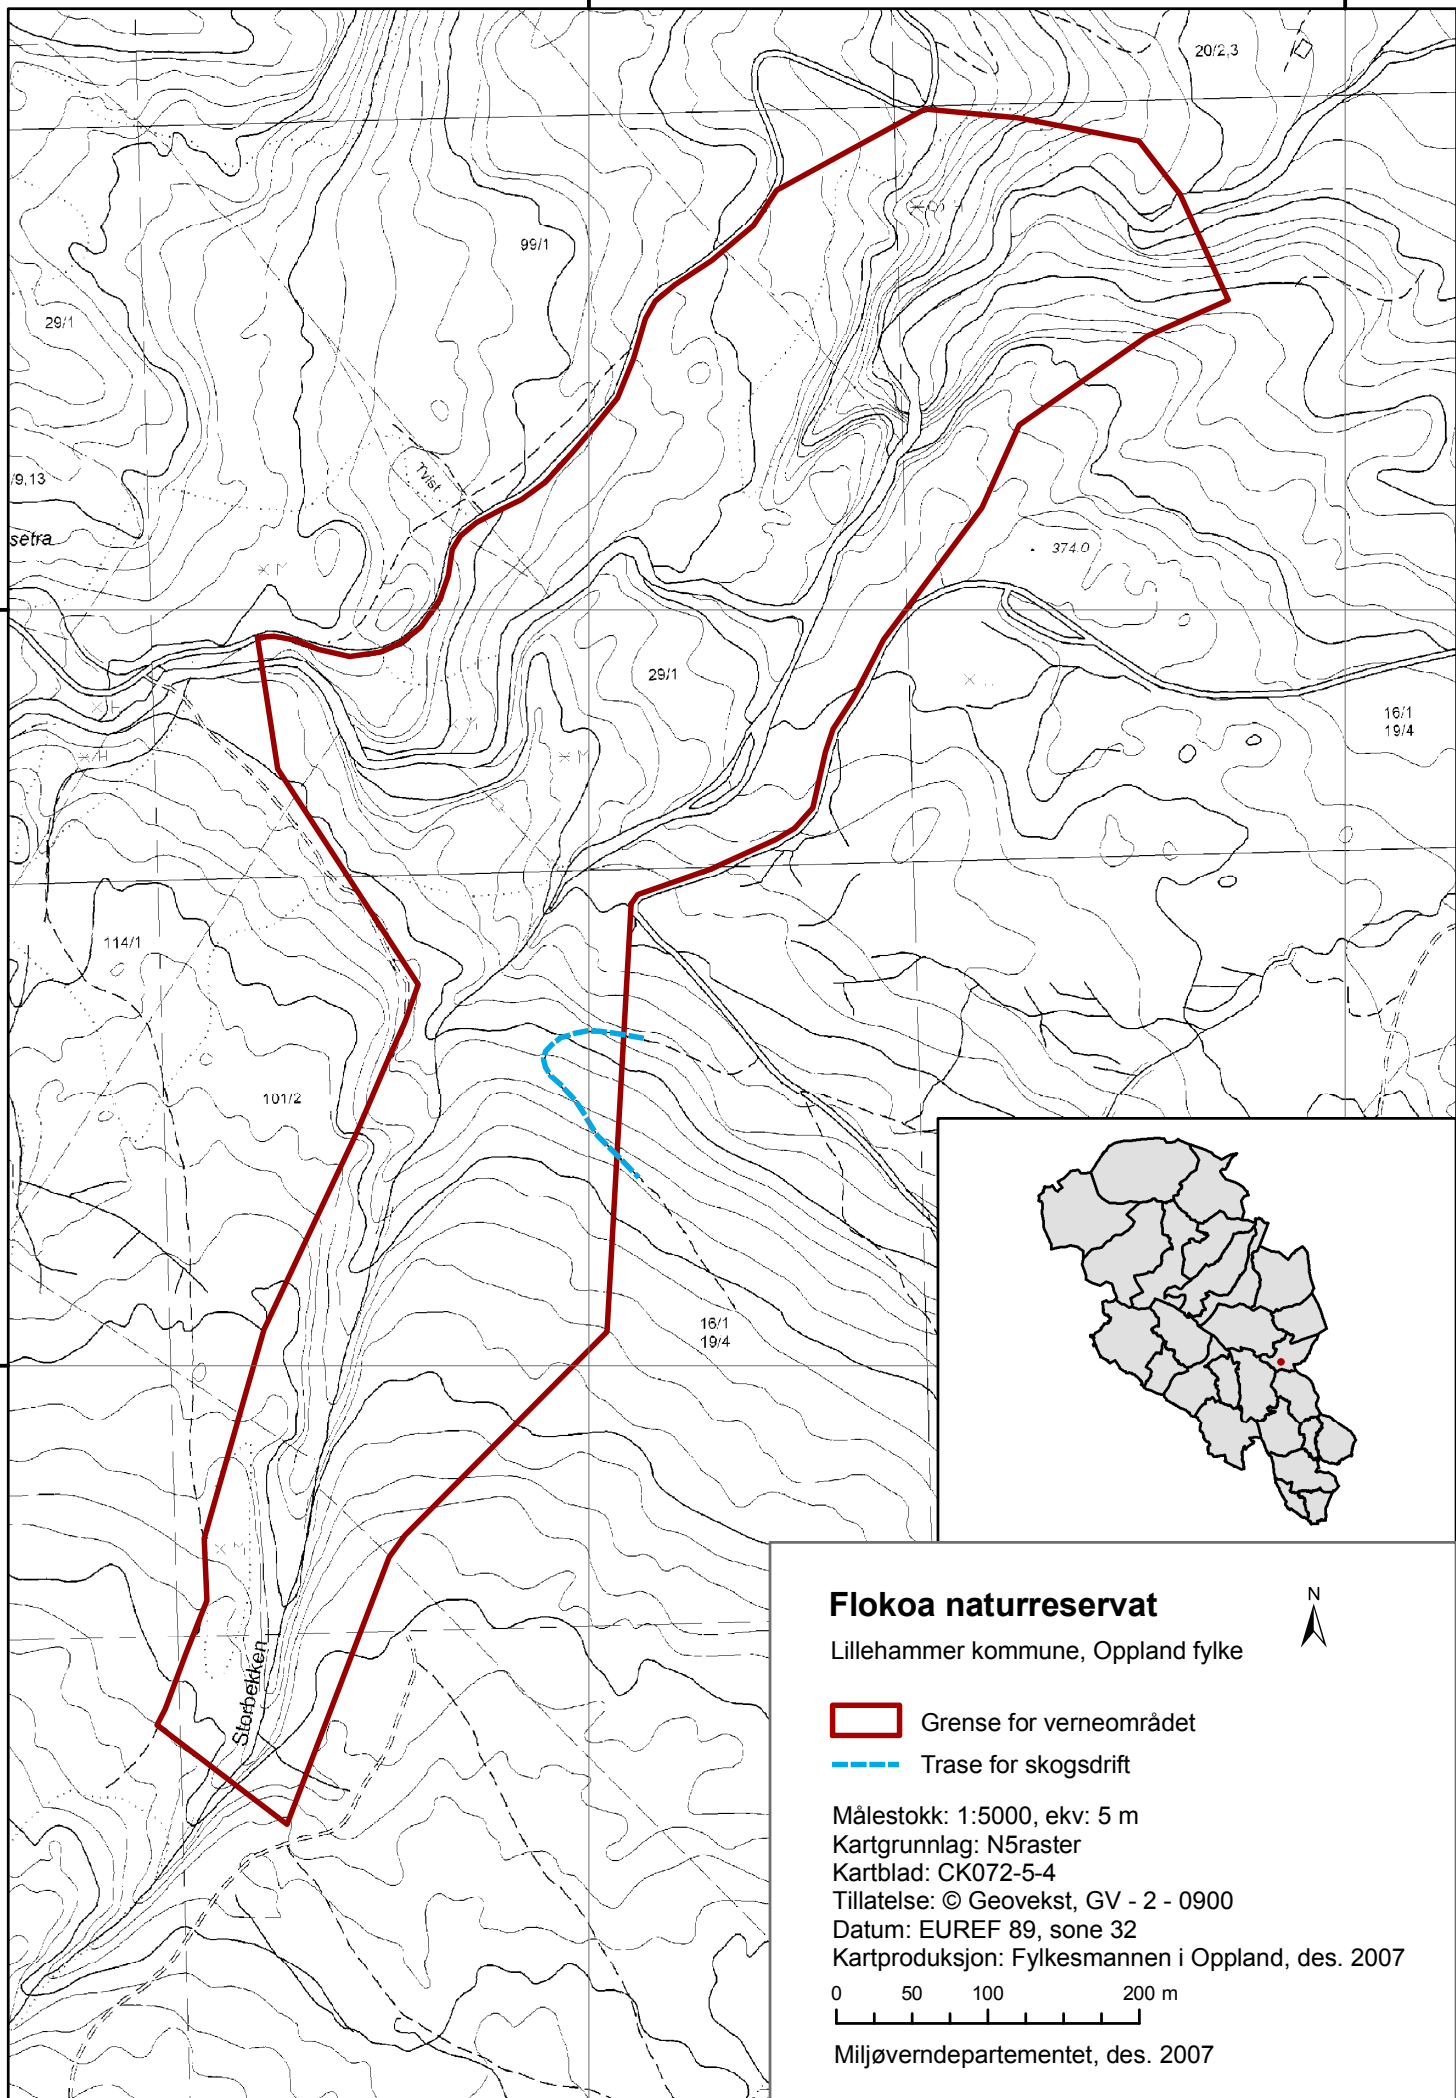 20/2,3
99/1
29/1
/9,13
Tvist
setra
374.0
29/1
16/1
19/4
114/1
101/2
16/1
19/4
Storbekken
Flokoa naturreservat
N
Lillehammer kommune, Oppland fylke
Grense for verneområdet
Trase for skogsdrift
Målestokk: 1:5000, ekv: 5 m
Kartgrunnlag: N5raster
Kartblad: CK072-5-4
Tillatelse: © Geovekst, GV - 2 - 0900
Datum: EUREF 89, sone 32
Kartproduksjon: Fylkesmannen i Oppland, des. 2007
0 50 100 200 m
Miljøverndepartementet, des. 2007